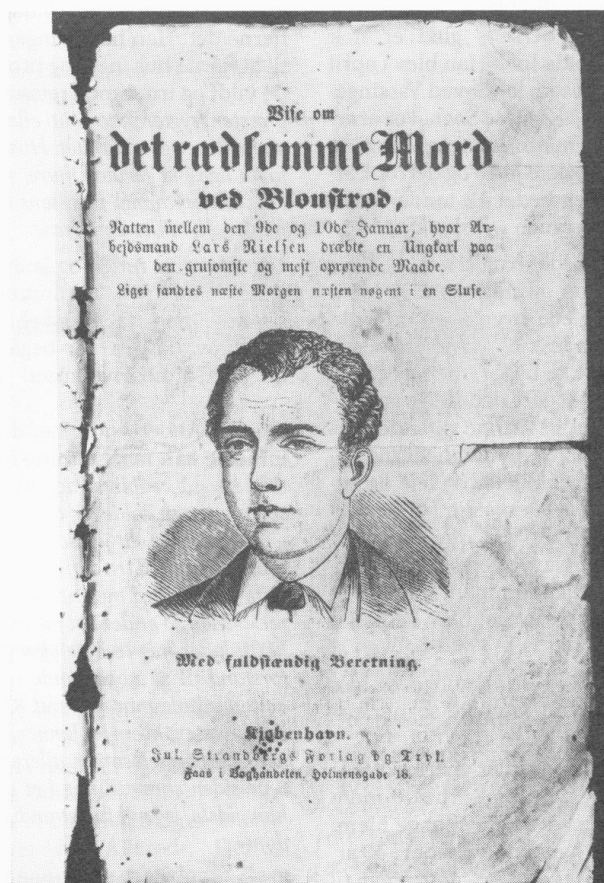 Vise om
det rædsomme Mord
ved Blonstrød,
Natten mellem den 9de og 10de Januar, hvor Ar-
bejdsmand Lars Nielsen dræbte en Ungkarl paa
den grusomste og mest oprørende Maade.
Liget fandtes næste Morgen næsten nøgent i en Sluse.
Med fuldstændig Beretning.
Kjøbenhavn.
Jul. Strandbergs Forlag og Tryk.
Faas i Boghandelen, Holmensgade 18.